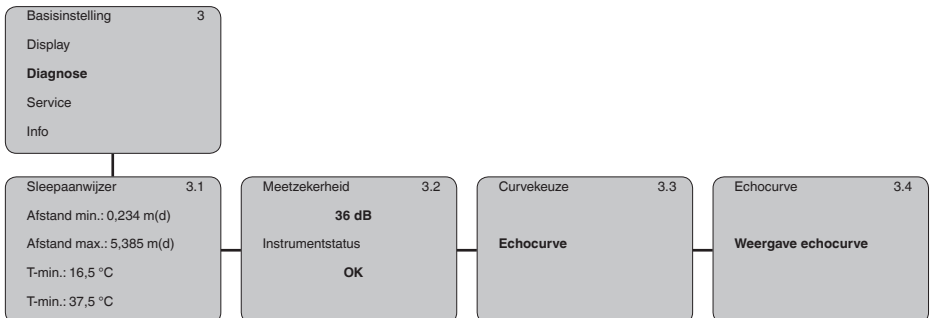 Basisinstelling 3
Display
Diagnose
Service
Info
Sleepaanwijzer 3.1
Afstand min.: 0,234 m(d)
Afstand max.: 5,385 m(d)
T-min.: 16,5 °C
T-min.: 37,5 °C
Meetzekerheid 3.2
36 dB
Instrumentstatus
OK
Curvekeuze 3.3
Echocurve
Echocurve 3.4
Weergave echocurve